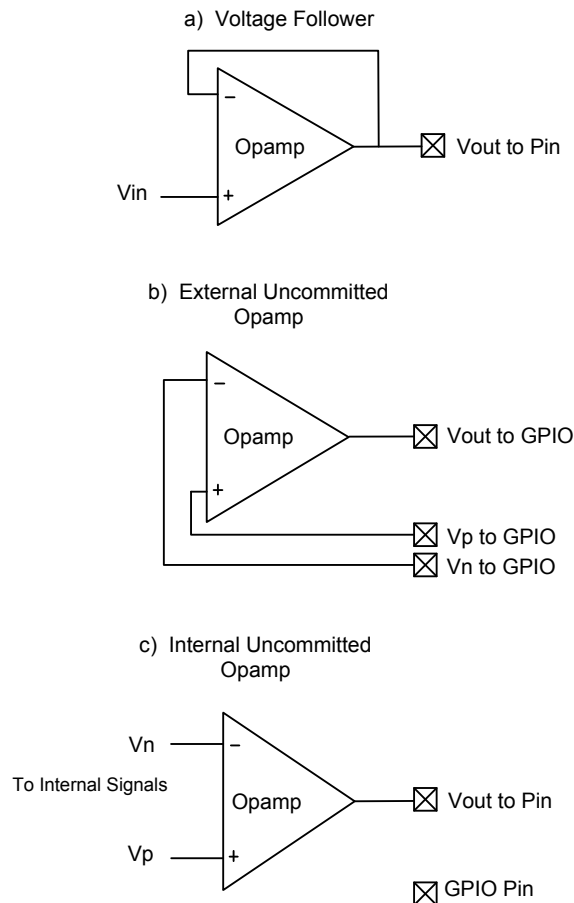 a) Voltage Follower
−
Opamp
Vout to Pin
Vin
+
b) External Uncommitted
Opamp
−
Opamp
Vout to GPIO
+
Vp to GPIO
Vn to GPIO
c) Internal Uncommitted
Opamp
Vn
−
To Internal Signals
Opamp
Vout to Pin
Vp
+
GPIO Pin